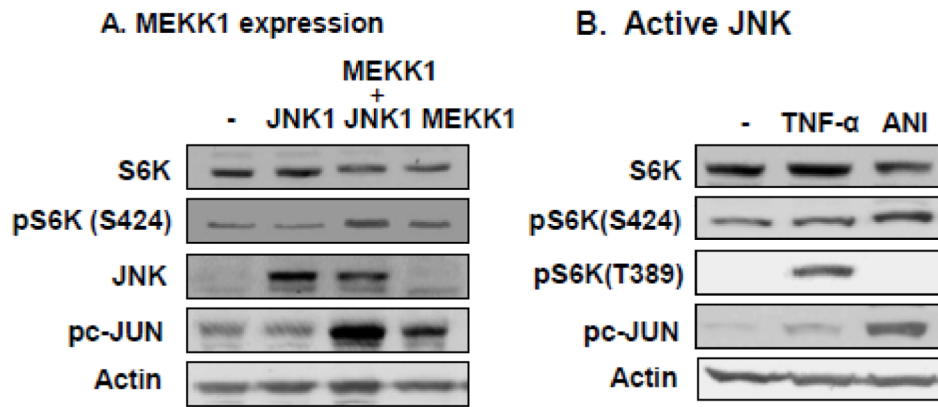 A. MEKK1 expression
MEKK1
+
- JNK1 JNK1 MEKK1
S6K
pS6K (S424)
JNK
pc-JUN
Actin
B. Active JNK
- TNF-α ANI
S6K
pS6K(S424)
pS6K(T389)
pc-JUN
Actin